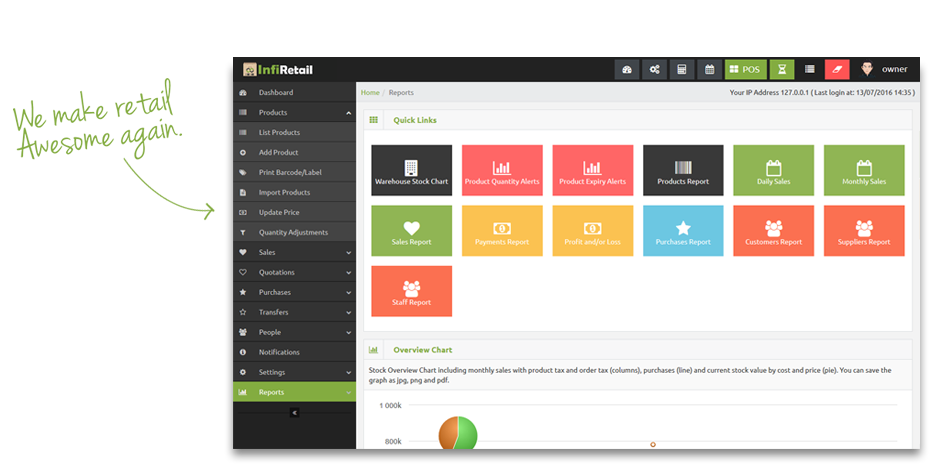 We make retail
Awesome again.
InfiRetail
POS
owner
Dashboard
Products
List Products
Add Product
Print Barcode/Label
Import Products
Update Price
Quantity Adjustments
Sales
Quotations
Purchases
Transfers
People
Notifications
Settings
Reports
Home / Reports
Your IP Address 127.0.0.1 ( Last login at: 13/07/2016 14:35 )
Quick Links
Warehouse Stock Chart
Product Quantity Alerts
Product Expiry Alerts
Products Report
Daily Sales
Monthly Sales
Sales Report
Payments Report
Profit and/or Loss
Purchases Report
Customers Report
Suppliers Report
Staff Report
Overview Chart
Stock Overview Chart including monthly sales with product tax and order tax (columns), purchases (line) and current stock value by cost and price (pie). You can save the
graph as jpg, png and pdf.
1 000k
800k